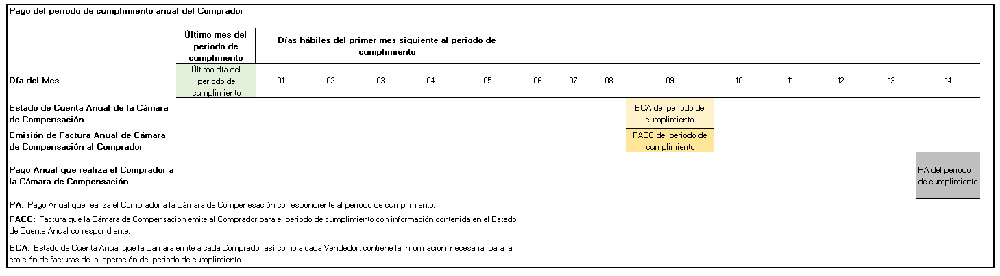 Pago del periodo de cumplimiento anual del Comprador
Último mes del
periodo de
cumplimento
Días hábiles del primer mes siguiente al periodo de
cumplimiento
Día del Mes
Último día del
periodo de
cumplimiento
01 02 03 04 05 06 07 08 09 10 11 12 13 14
Estado de Cuenta Anual de la Cámara
de Compensación
ECA del periodo de
cumplimiento
Emisión de Factura Anual de Cámara
de Compensación al Comprador
FACC del periodo de
cumplimiento
Pago Anual que realiza el Comprador a
la Cámara de Compensación
PA del periodo
de cumplimiento
PA: Pago Anual que realiza el Comprador a la Cámara de Compenesación correspondiente al periodo de cumplimiento.
FACC: Factura que la Cámara de Compensación emite al Comprador para el periodo de cumplimiento con información contenida en el Estado
de Cuenta Anual correspondiente.
ECA: Estado de Cuenta Anual que la Cámara emite a cada Comprador así como a cada Vendedor; contiene la información necesaria para la
emisión de facturas de la operación del periodo de cumplimiento.